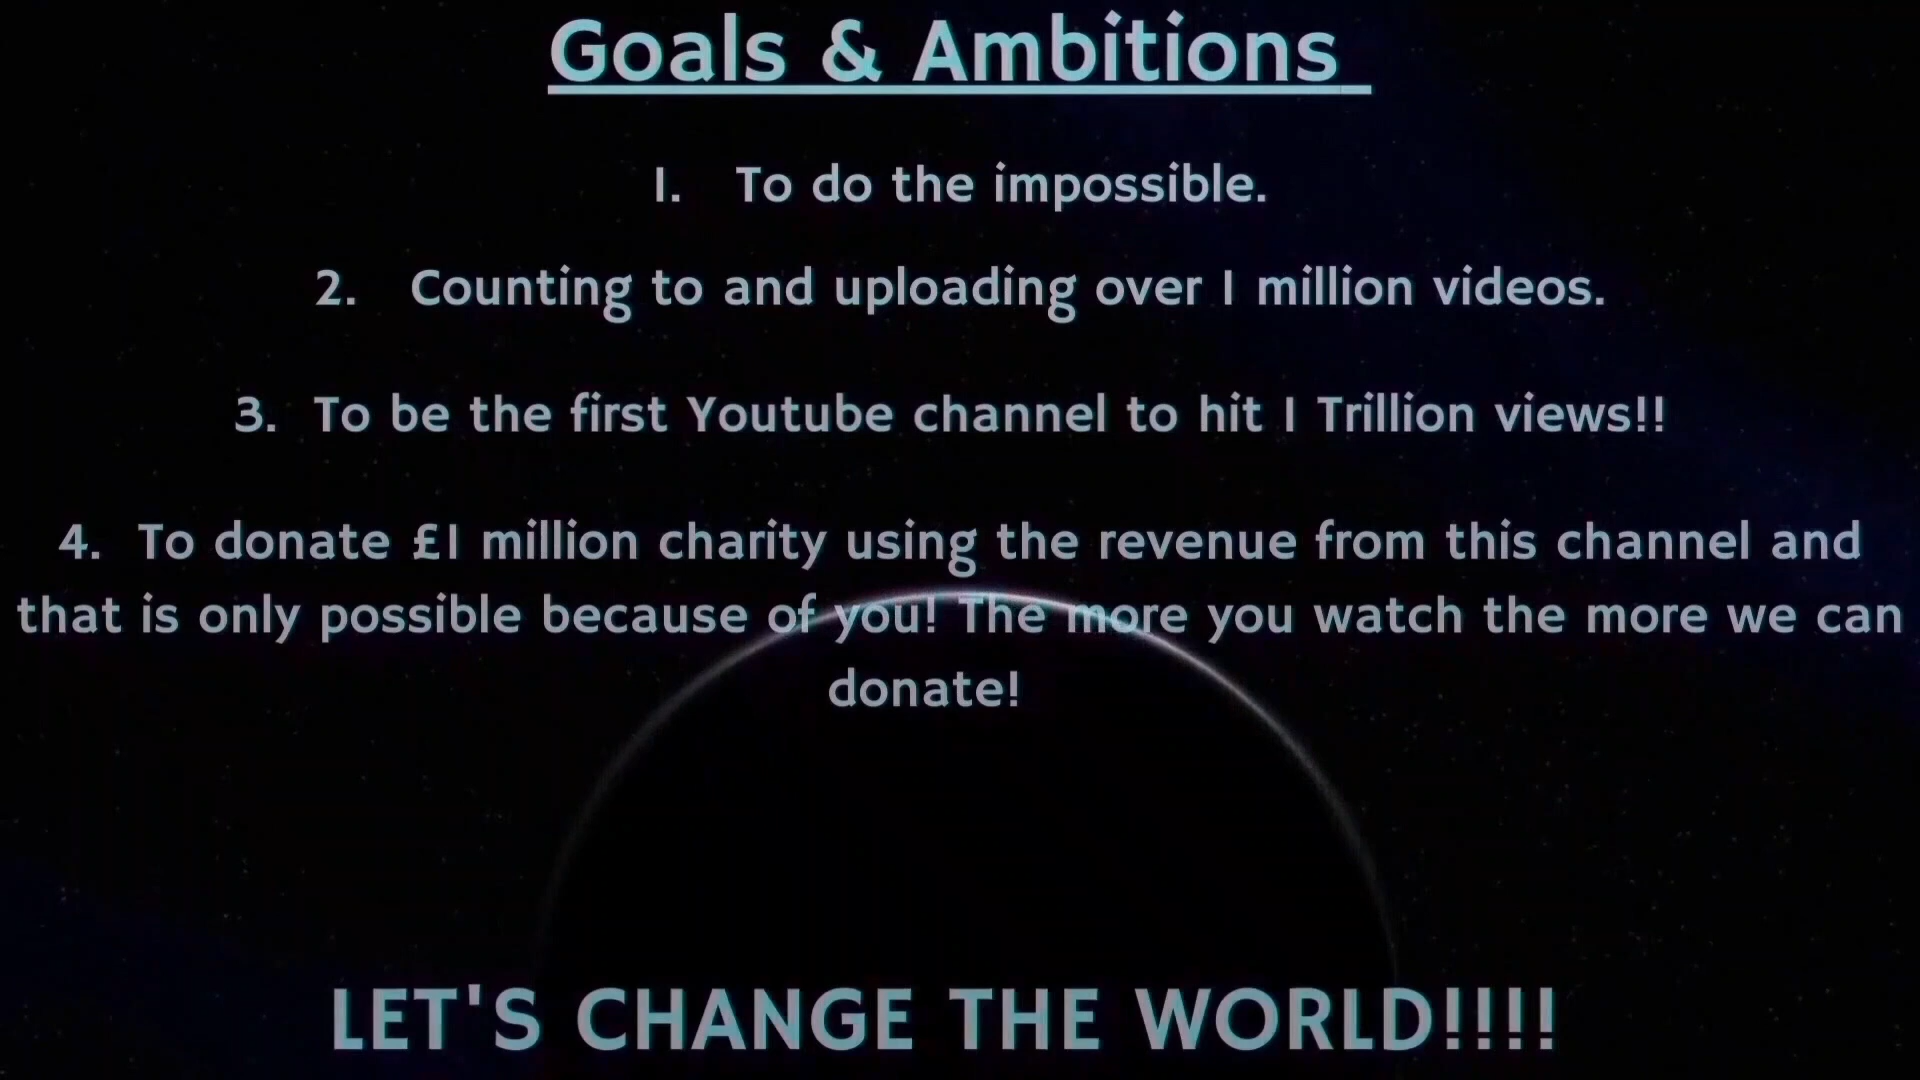 Goals & Ambitions
1. To do the impossible.
2. Counting to and uploading over 1 million videos.
3. To be the first Youtube channel to hit 1 Trillion views!!
4. To donate £1 million charity using the revenue from this channel and
that is only possible because of you! The more you watch the more we can
donate!
LET'S CHANGE THE WORLD!!!!